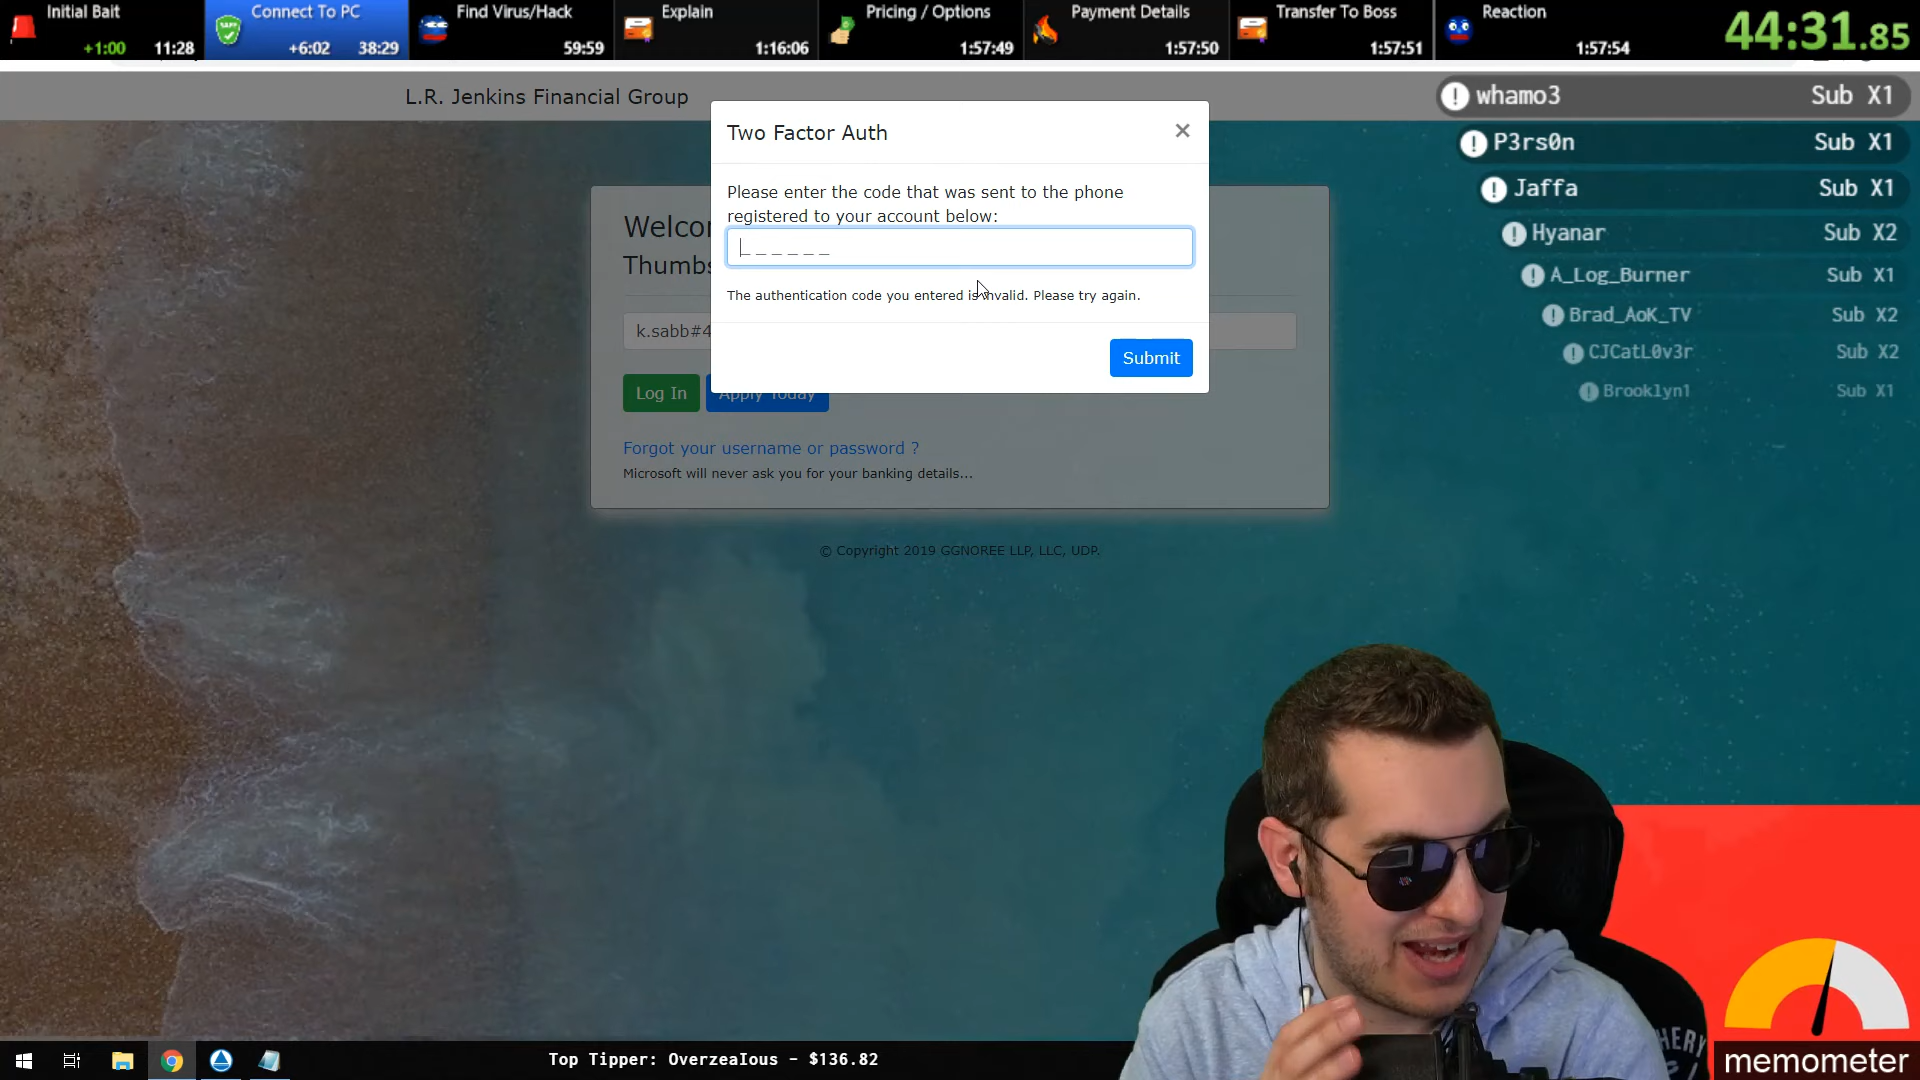 Initial Bait
+1:00 11:28
Connect To PC
+6:02 38:29
Find Virus/Hack
59:59
Explain
1:16:06
Pricing / Options
1:57:49
Payment Details
1:57:50
Transfer To Boss
1:57:51
Reaction
1:57:54
44:31.85
L.R. Jenkins Financial Group
Two Factor Auth
×
Please enter the code that was sent to the phone
registered to your account below:
_ _ _ _ _ _
The authentication code you entered is invalid. Please try again.
Submit
Welco
Thumbs
k.sabb#4
Log In
Apply Today
Forgot your username or password ?
Microsoft will never ask you for your banking details...
© Copyright 2019 GGNOREE LLP, LLC, UDP.
whamo3 Sub X1
P3rs0n Sub X1
Jaffa Sub X1
Hyanar Sub X2
A_Log_Burner Sub X1
Brad_AoK_TV Sub X2
CJCatL0v3r Sub X2
Brooklyn1 Sub X1
Top Tipper: Overzealous - $136.82
memometer